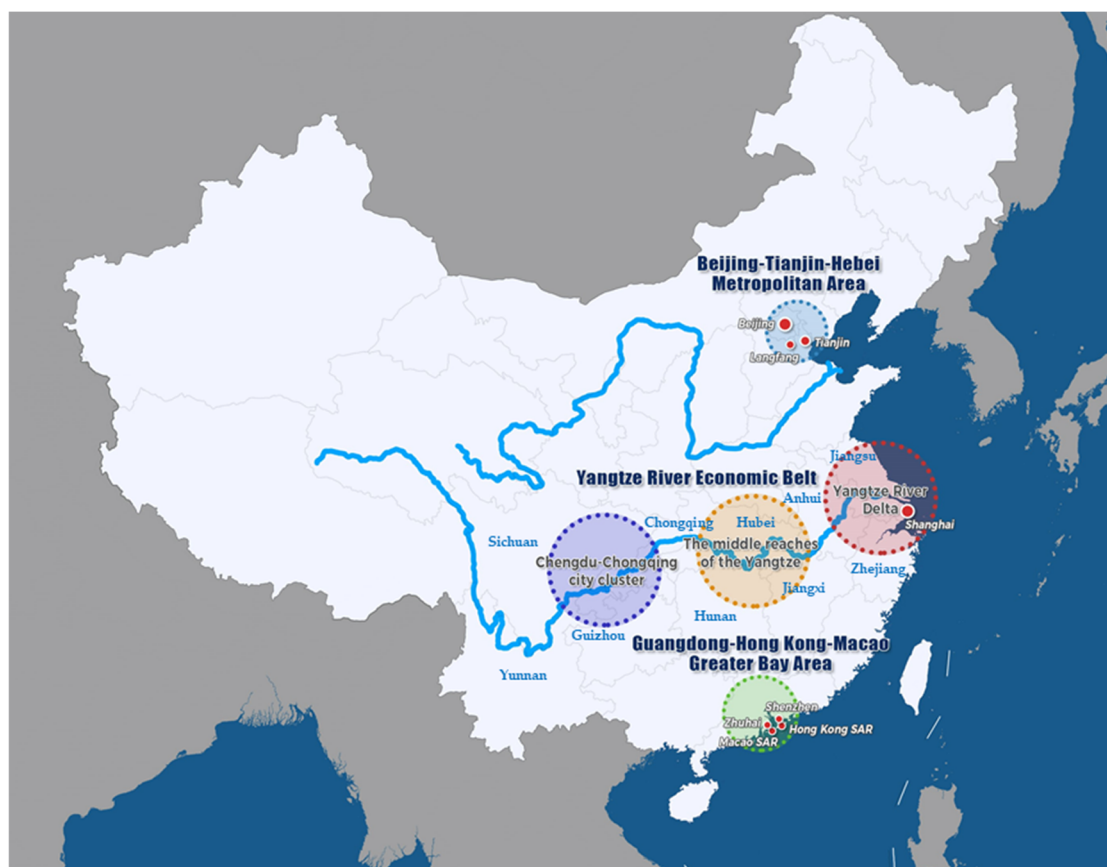 Beijing-Tianjin-Hebei
Metropolitan Area
Beijing
Tianjin
Langfang
Yangtze River Economic Belt
Jiangsu
Anhui
Yangtze River
Delta
Shanghai
Zhejiang
Chongqing
Hubei
The middle reaches
of the Yangtze
Jiangxi
Hunan
Sichuan
Chengdu-Chongqing
city cluster
Guizhou
Yunnan
Guangdong-Hong Kong-Macao
Greater Bay Area
Shenzhen
Zhuhai
Hong Kong SAR
Macao SAR